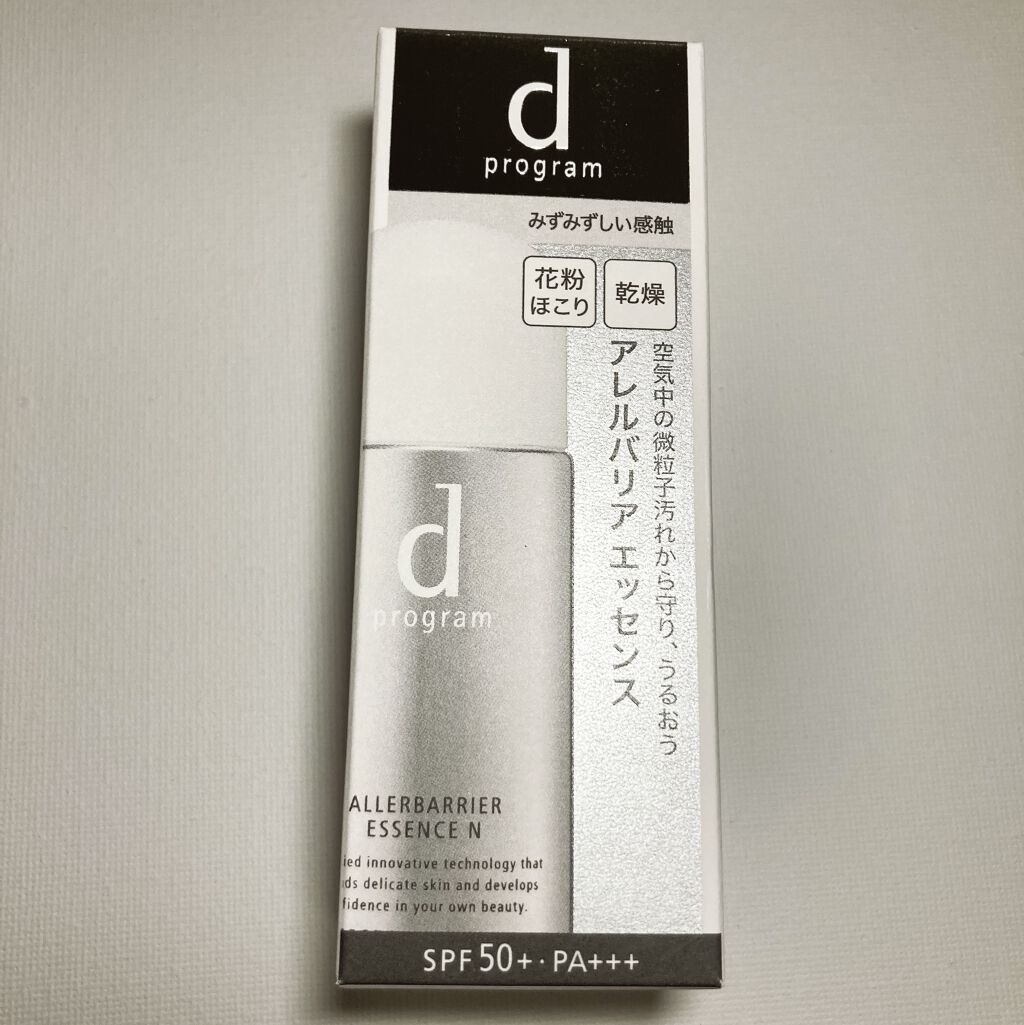 d
program
みずみずしい感触
花粉
ほこり
乾燥
空気中の微粒子汚れから守り、うるおう
アレルバリア エッセンス
d
program
ALLERBARRIER
ESSENCE N
innovative technology that
delicate skin and develops
in your own beauty.
SPF 50+・PA+++